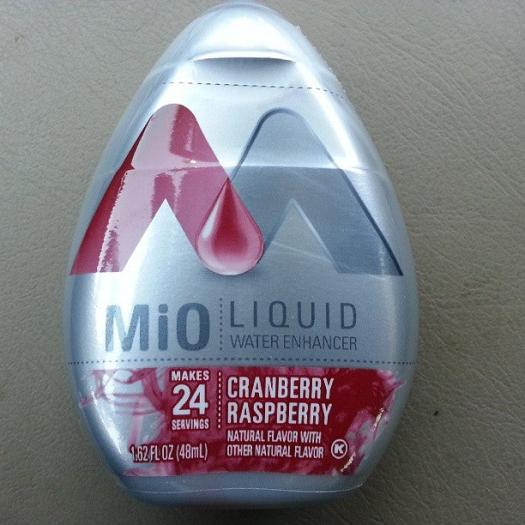 MiO
LIQUID
WATER ENHANCER
MAKES
24
SERVINGS
1.62 FL OZ (48mL)
CRANBERRY
RASPBERRY
NATURAL FLAVOR WITH
OTHER NATURAL FLAVOR
K